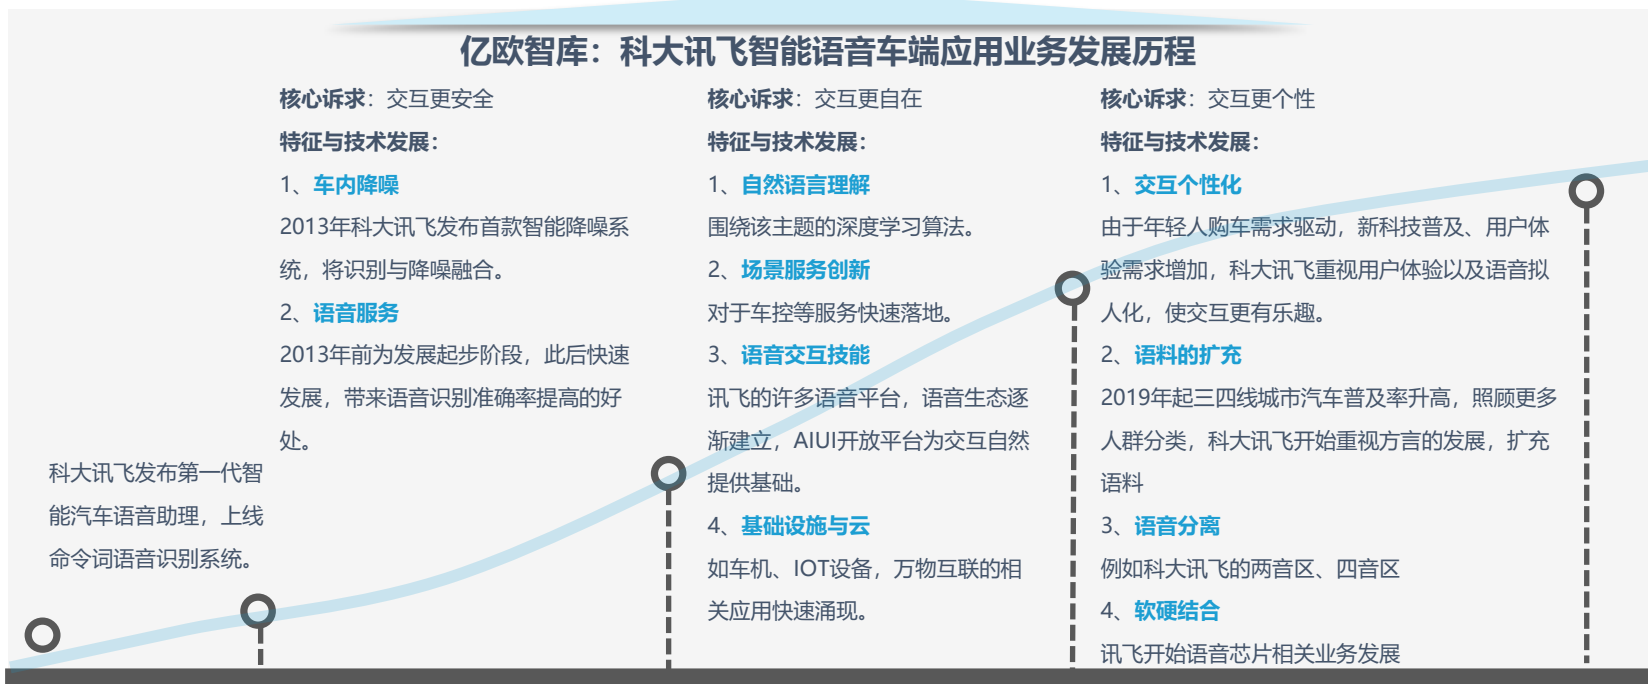 亿欧智库：科大讯飞智能语音车端应用业务发展历程
科大讯飞发布第一代智
能汽车语音助理，上线
命令词语音识别系统。
核心诉求：交互更安全
特征与技术发展：
1、车内降噪
2013年科大讯飞发布首款智能降噪系
统，将识别与降噪融合。
2、语音服务
2013年前为发展起步阶段，此后快速
发展，带来语音识别准确率提高的好
处。
核心诉求：交互更自在
特征与技术发展：
1、自然语言理解
围绕该主题的深度学习算法。
2、场景服务创新
对于车控等服务快速落地。
3、语音交互技能
讯飞的许多语音平台，语音生态逐
渐建立，AIUI开放平台为交互自然
提供基础。
4、基础设施与云
如车机、IOT设备，万物互联的相
关应用快速涌现。
核心诉求：交互更个性
特征与技术发展：
1、交互个性化
由于年轻人购车需求驱动，新科技普及、用户体
验需求增加，科大讯飞重视用户体验以及语音拟
人化，使交互更有乐趣。
2、语料的扩充
2019年起三四线城市汽车普及率升高，照顾更多
人群分类，科大讯飞开始重视方言的发展，扩充
语料
3、语音分离
例如科大讯飞的两音区、四音区
4、软硬结合
讯飞开始语音芯片相关业务发展